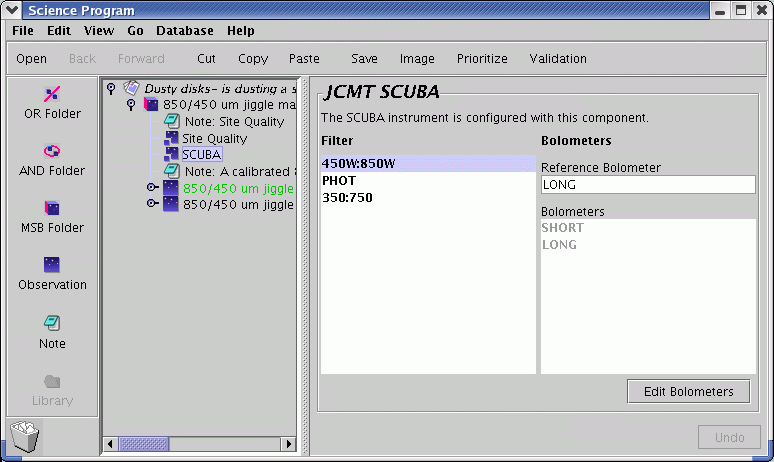 Science Program
File Edit View Go Database Help
Open Back Forward Cut Copy Paste Save Image Prioritize Validation
OR Folder
AND Folder
MSB Folder
Observation
Note
Library
Dusty disks- is dusting a s
850/450 um jiggle ma
Note: Site Quality
Site Quality
SCUBA
Note: A calibrated
850/450 um jiggle
850/450 um jiggle
JCMT SCUBA
The SCUBA instrument is configured with this component.
Filter
450W:850W
PHOT
350:750
Bolometers
Reference Bolometer
LONG
Bolometers
SHORT
LONG
Edit Bolometers
Undo